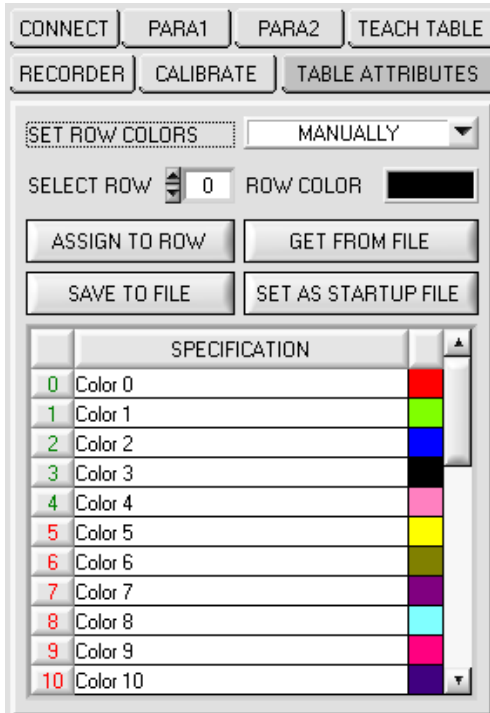 CONNECT PARA1 PARA2 TEACH TABLE
RECORDER CALIBRATE TABLE ATTRIBUTES
SET ROW COLORS MANUALLY
SELECT ROW 0 ROW COLOR
ASSIGN TO ROW GET FROM FILE
SAVE TO FILE SET AS STARTUP FILE
SPECIFICATION
0 Color 0
1 Color 1
2 Color 2
3 Color 3
4 Color 4
5 Color 5
6 Color 6
7 Color 7
8 Color 8
9 Color 9
10 Color 10